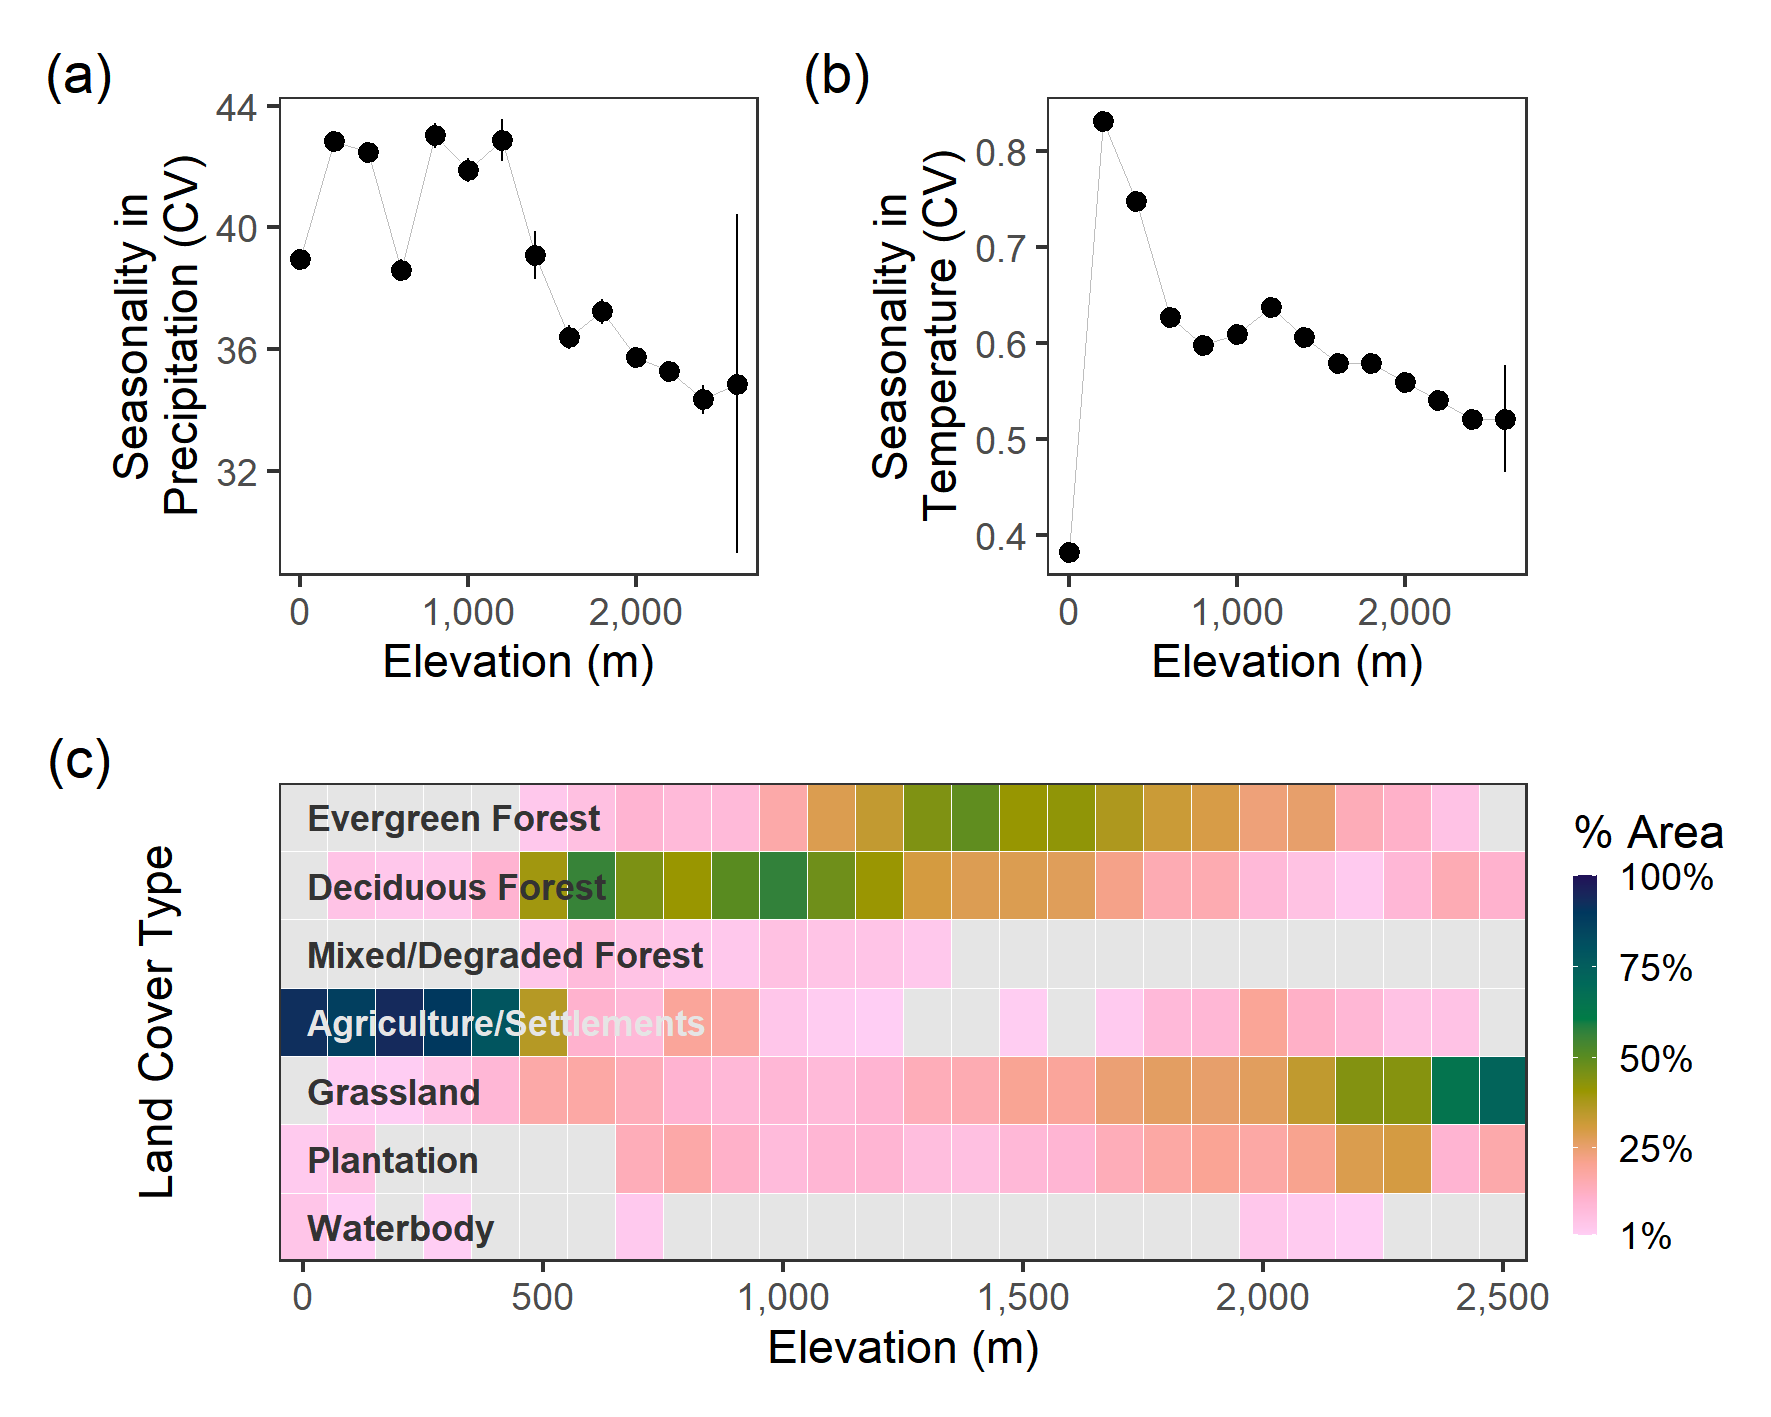 (a)
Seasonality in
Precipitation (CV)
44
40
36
32
0 1,000 2,000
Elevation (m)
(b)
Seasonality in
Temperature (CV)
0.8
0.7
0.6
0.5
0.4
0 1,000 2,000
Elevation (m)
(c)
Land Cover Type
Evergreen Forest
Deciduous Forest
Mixed/Degraded Forest
Agriculture/Settlements
Grassland
Plantation
Waterbody
0 500 1,000 1,500 2,000 2,500
Elevation (m)
% Area
100%
75%
50%
25%
1%